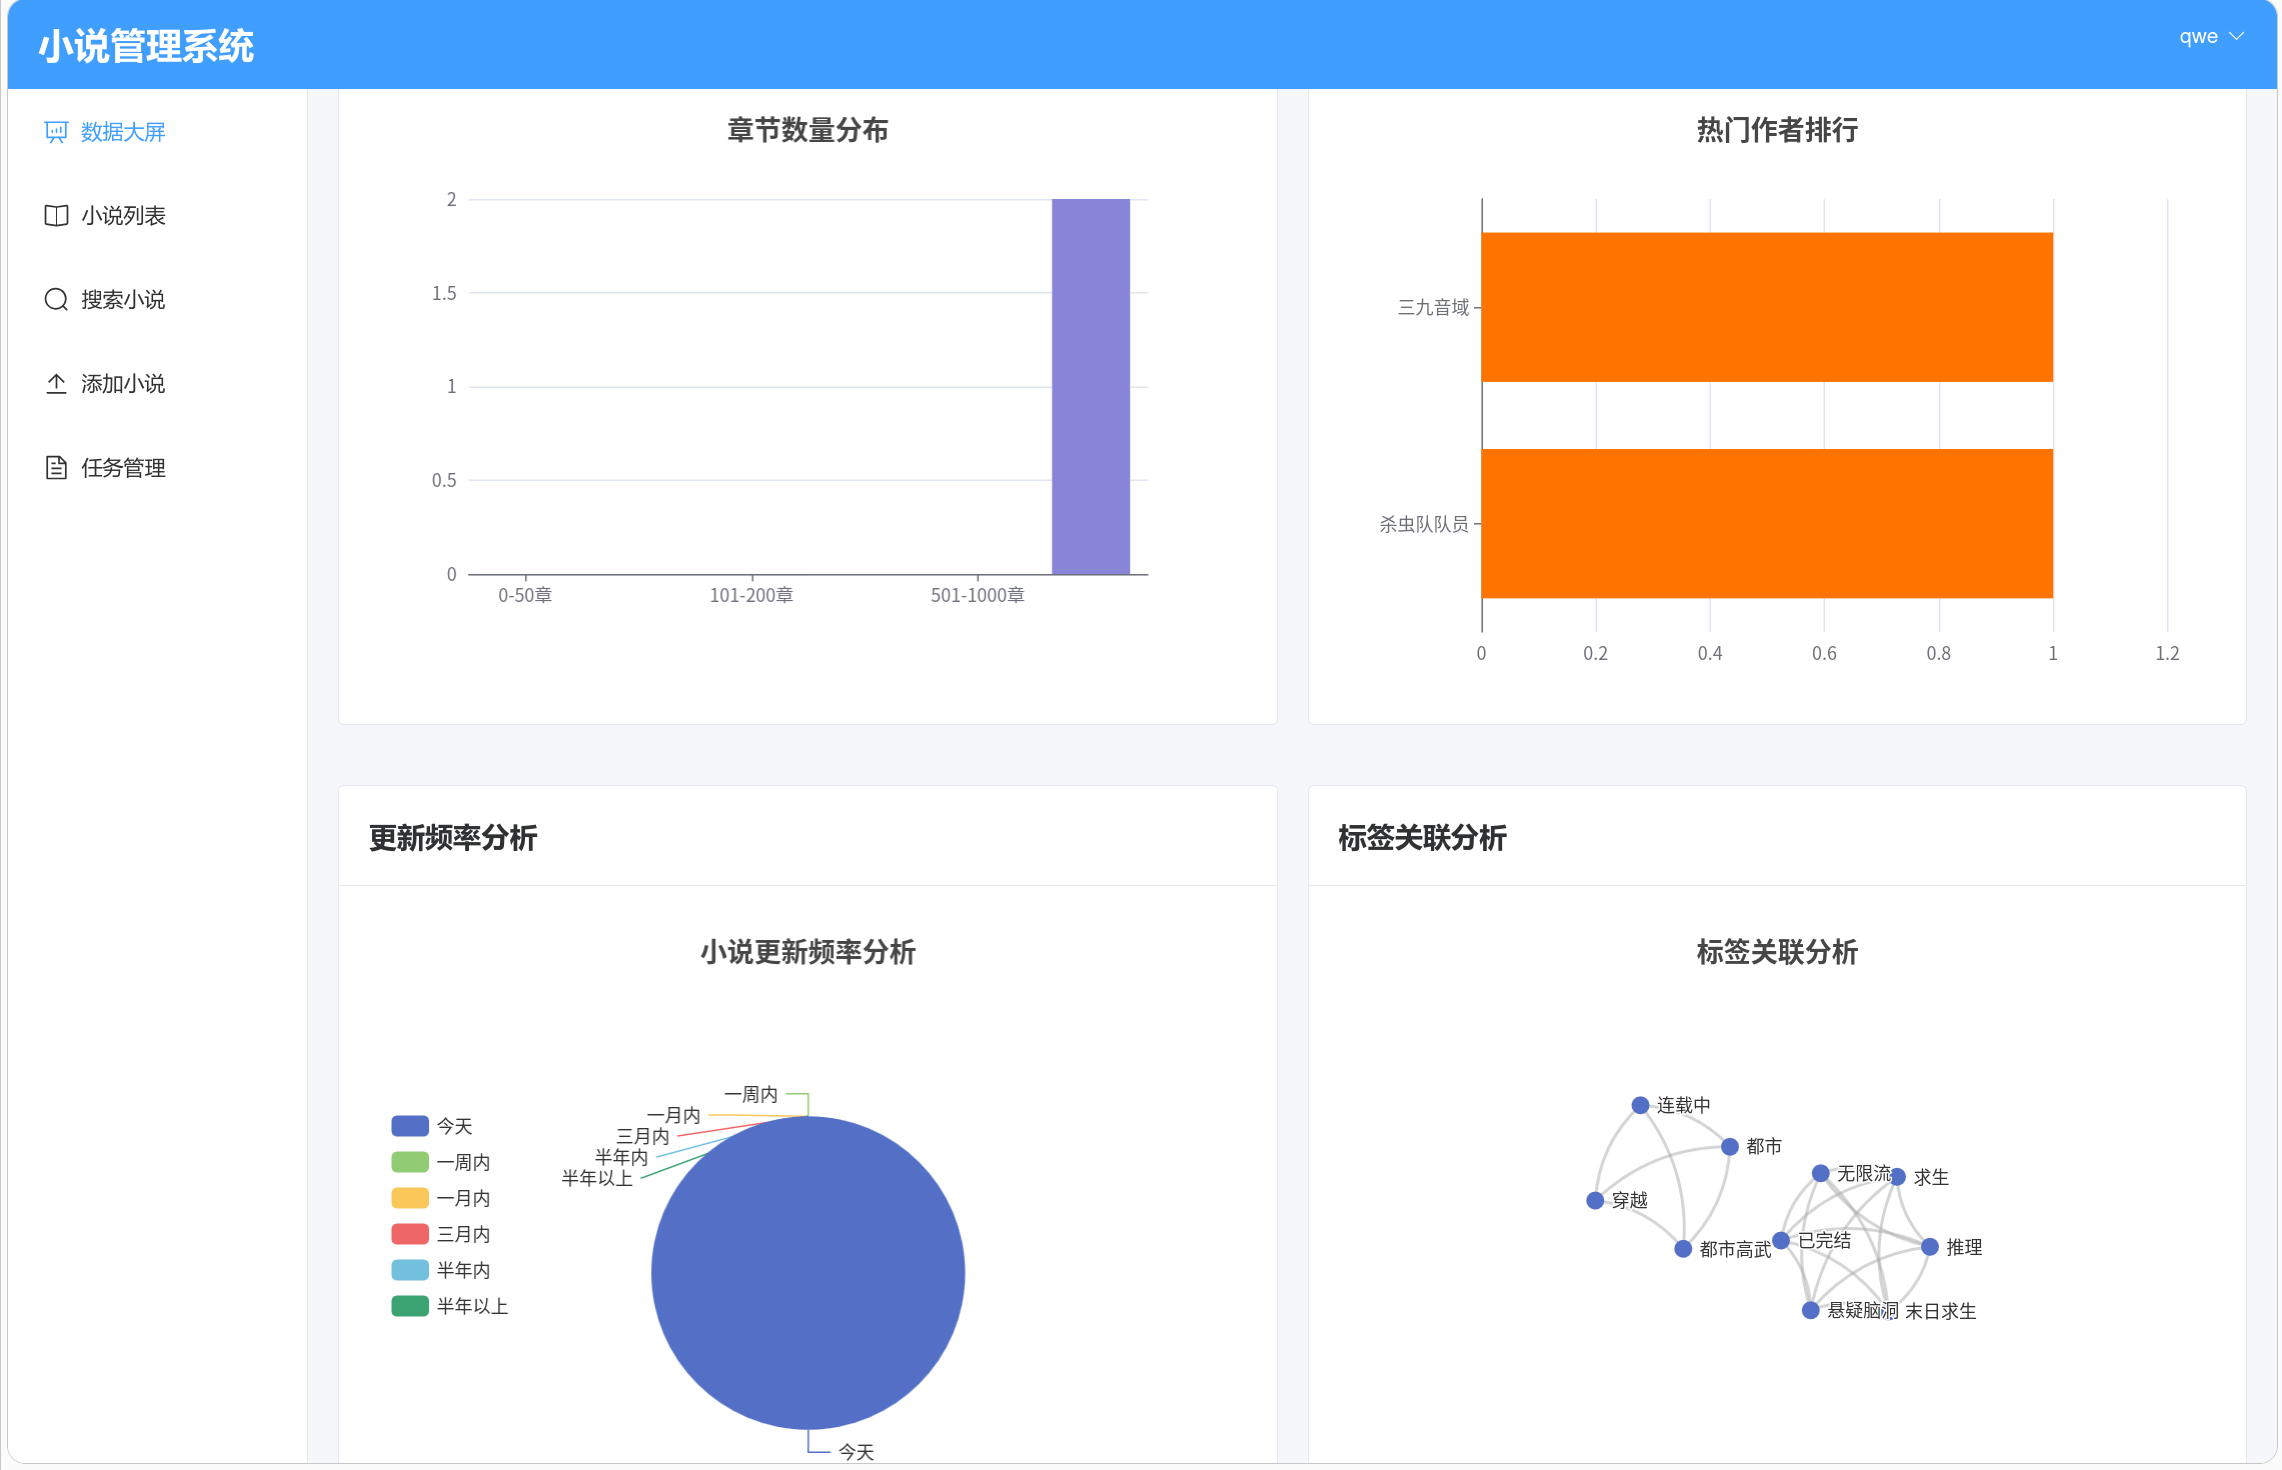 小说管理系统
qwe
数据大屏
小说列表
搜索小说
添加小说
任务管理
章节数量分布
2
1.5
1
0.5
0
0-50章
101-200章
501-1000章
热门作者排行
三九音域
杀虫队队员
0
0.2
0.4
0.6
0.8
1
1.2
更新频率分析
小说更新频率分析
今天
一周内
一月内
三月内
半年内
半年以上
一周内
一月内
三月内
半年内
半年以上
今天
标签关联分析
标签关联分析
连载中
都市
穿越
都市高武
无限流
求生
已完结
推理
悬疑脑洞
末日求生